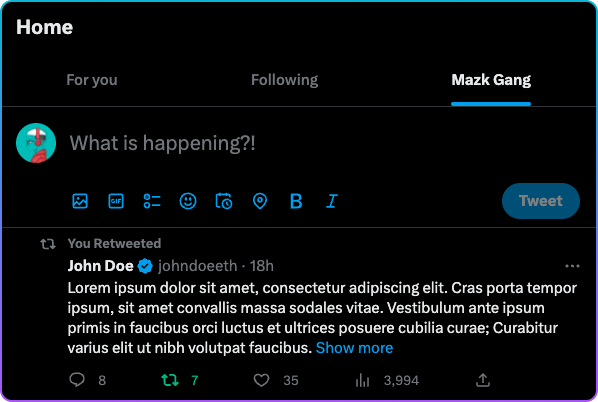 Home
For you Following Mazk Gang
What is happening?!
GIF B I Tweet
You Retweeted
John Doe johndoeeth · 18h
Lorem ipsum dolor sit amet, consectetur adipiscing elit. Cras porta tempor
ipsum, sit amet convallis massa sodales vitae. Vestibulum ante ipsum
primis in faucibus orci luctus et ultrices posuere cubilia curae; Curabitur
varius elit ut nibh volutpat faucibus. Show more
8 7 35 3,994